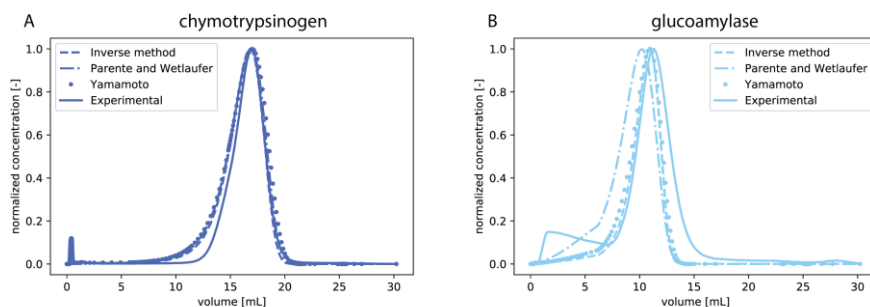 A
chymotrypsinogen
Inverse method
Parente and Wetlaufer
Yamamoto
Experimental
normalized concentration [-]
1.0
0.8
0.6
0.4
0.2
0.0
0 5 10 15 20 25 30
volume [mL]
B
glucoamylase
Inverse method
Parente and Wetlaufer
Yamamoto
Experimental
normalized concentration [-]
1.0
0.8
0.6
0.4
0.2
0.0
0 5 10 15 20 25 30
volume [mL]